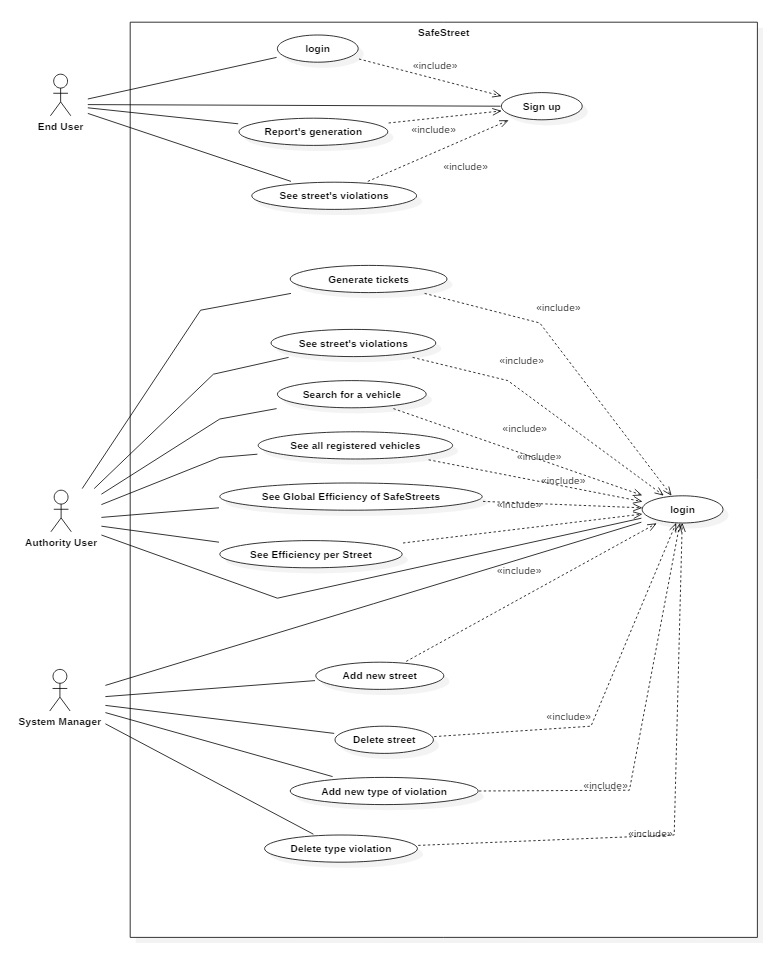 SafeStreet
login
«include»
End User
Sign up
Report's generation
«include»
«include»
See street's violations
Generate tickets
«include»
See street's violations
«include»
Search for a vehicle
«include»
See all registered vehicles
«include»
«include»
See Global Efficiency of SafeStreets
«include»
login
Authority User
See Efficiency per Street
«include»
Add new street
System Manager
«include»
Delete street
«include»
Add new type of violation
«include»
Delete type violation